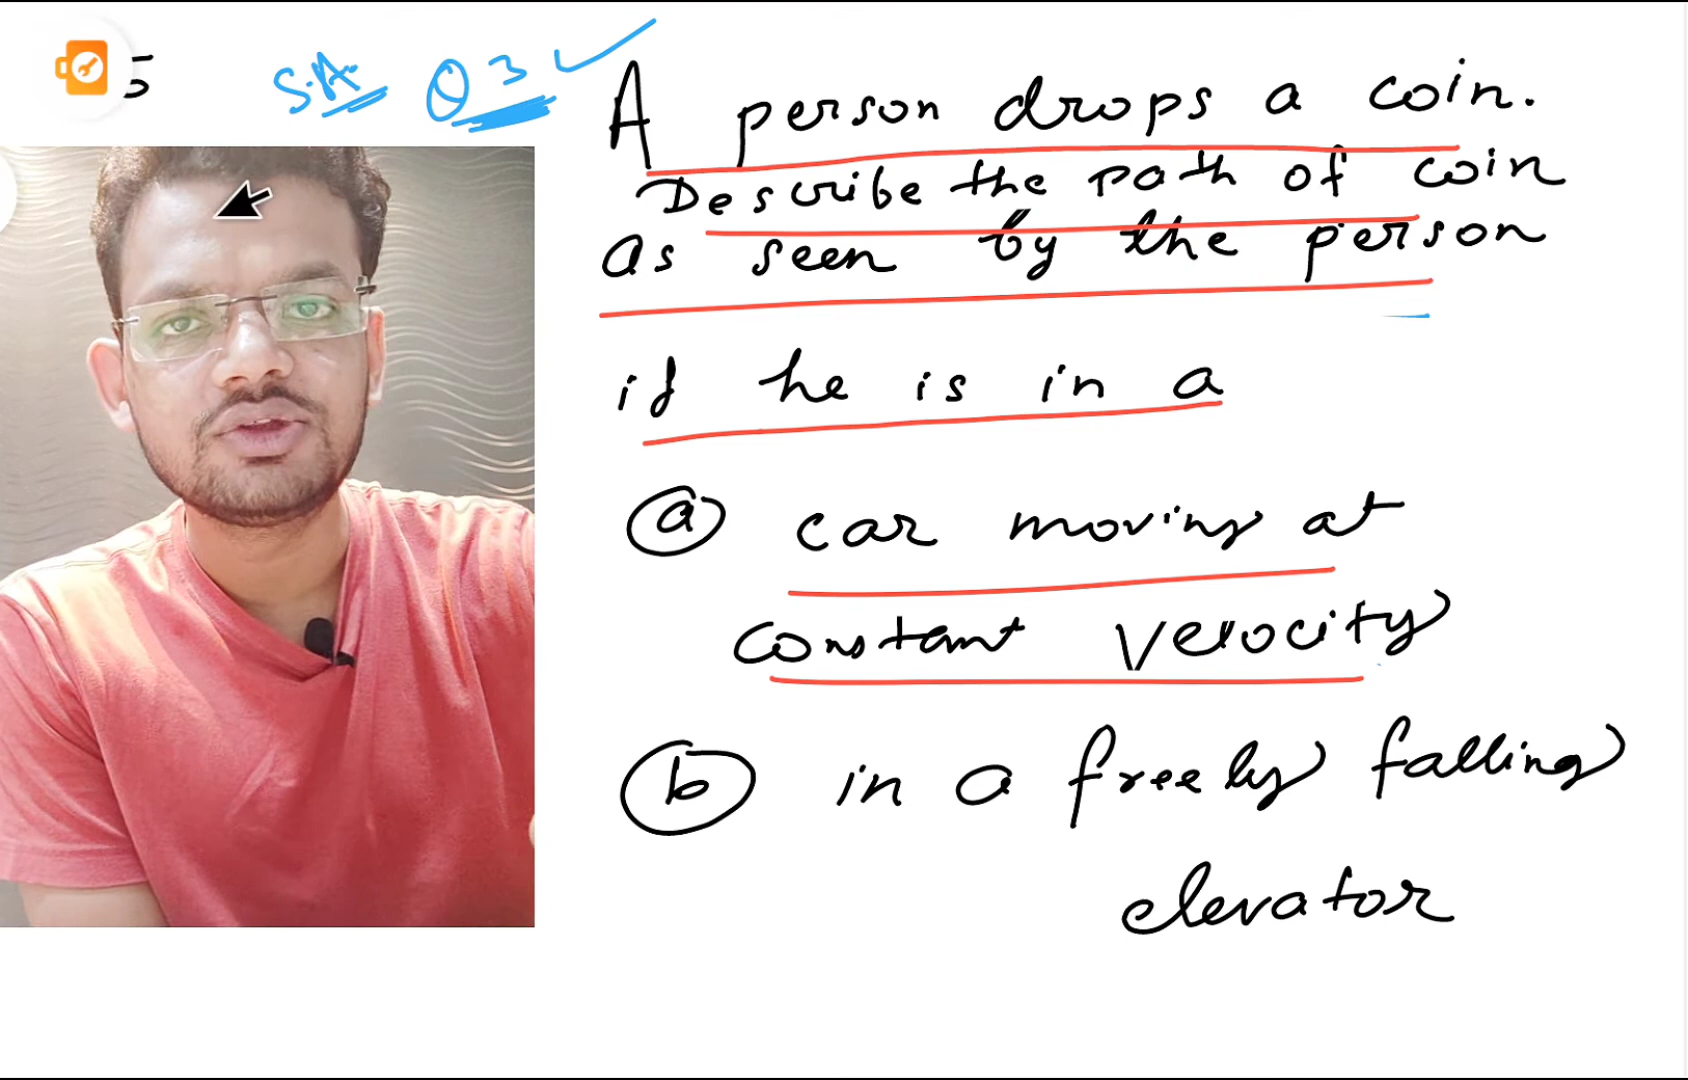 5
S.A. Q3
A person drops a coin.
Describe the path of coin
as seen by the person
if he is in a
a car moving at
constant velocity
b in a freely falling
elevator